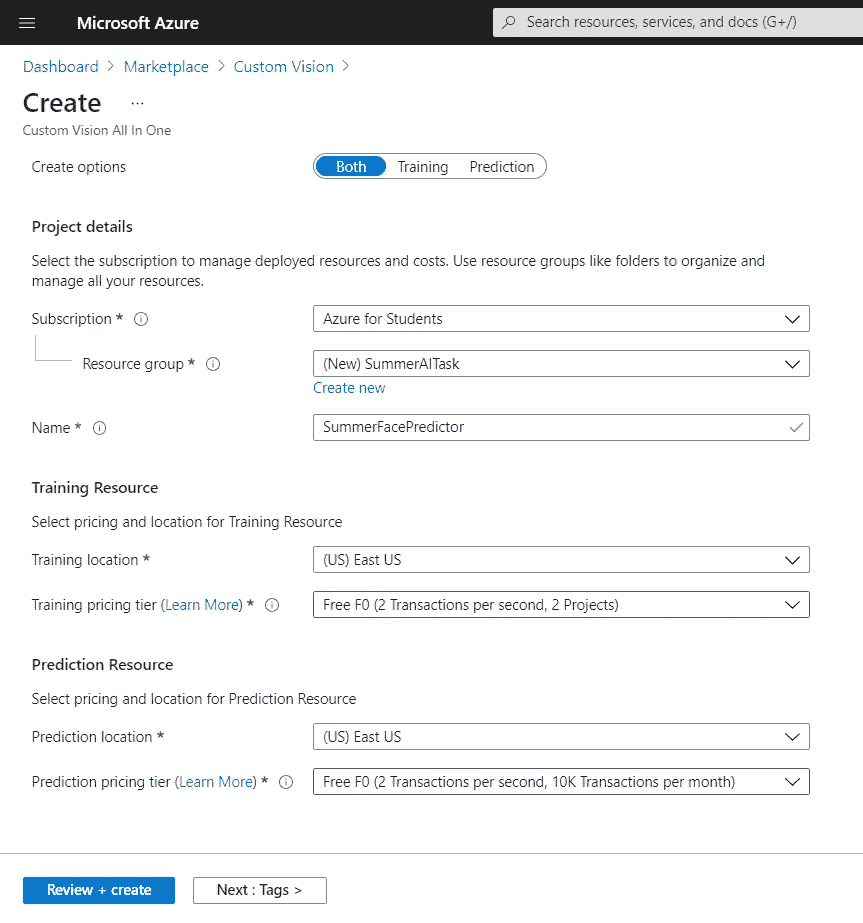 Microsoft Azure
Search resources, services, and docs (G+/)
Dashboard > Marketplace > Custom Vision >
Create ...
Custom Vision All In One
Create options Both Training Prediction
Project details
Select the subscription to manage deployed resources and costs. Use resource groups like folders to organize and
manage all your resources.
Subscription * Azure for Students
Resource group * (New) SummerAITask
Create new
Name * SummerFacePredictor
Training Resource
Select pricing and location for Training Resource
Training location * (US) East US
Training pricing tier (Learn More) * Free F0 (2 Transactions per second, 2 Projects)
Prediction Resource
Select pricing and location for Prediction Resource
Prediction location * (US) East US
Prediction pricing tier (Learn More) * Free F0 (2 Transactions per second, 10K Transactions per month)
Review + create Next : Tags >